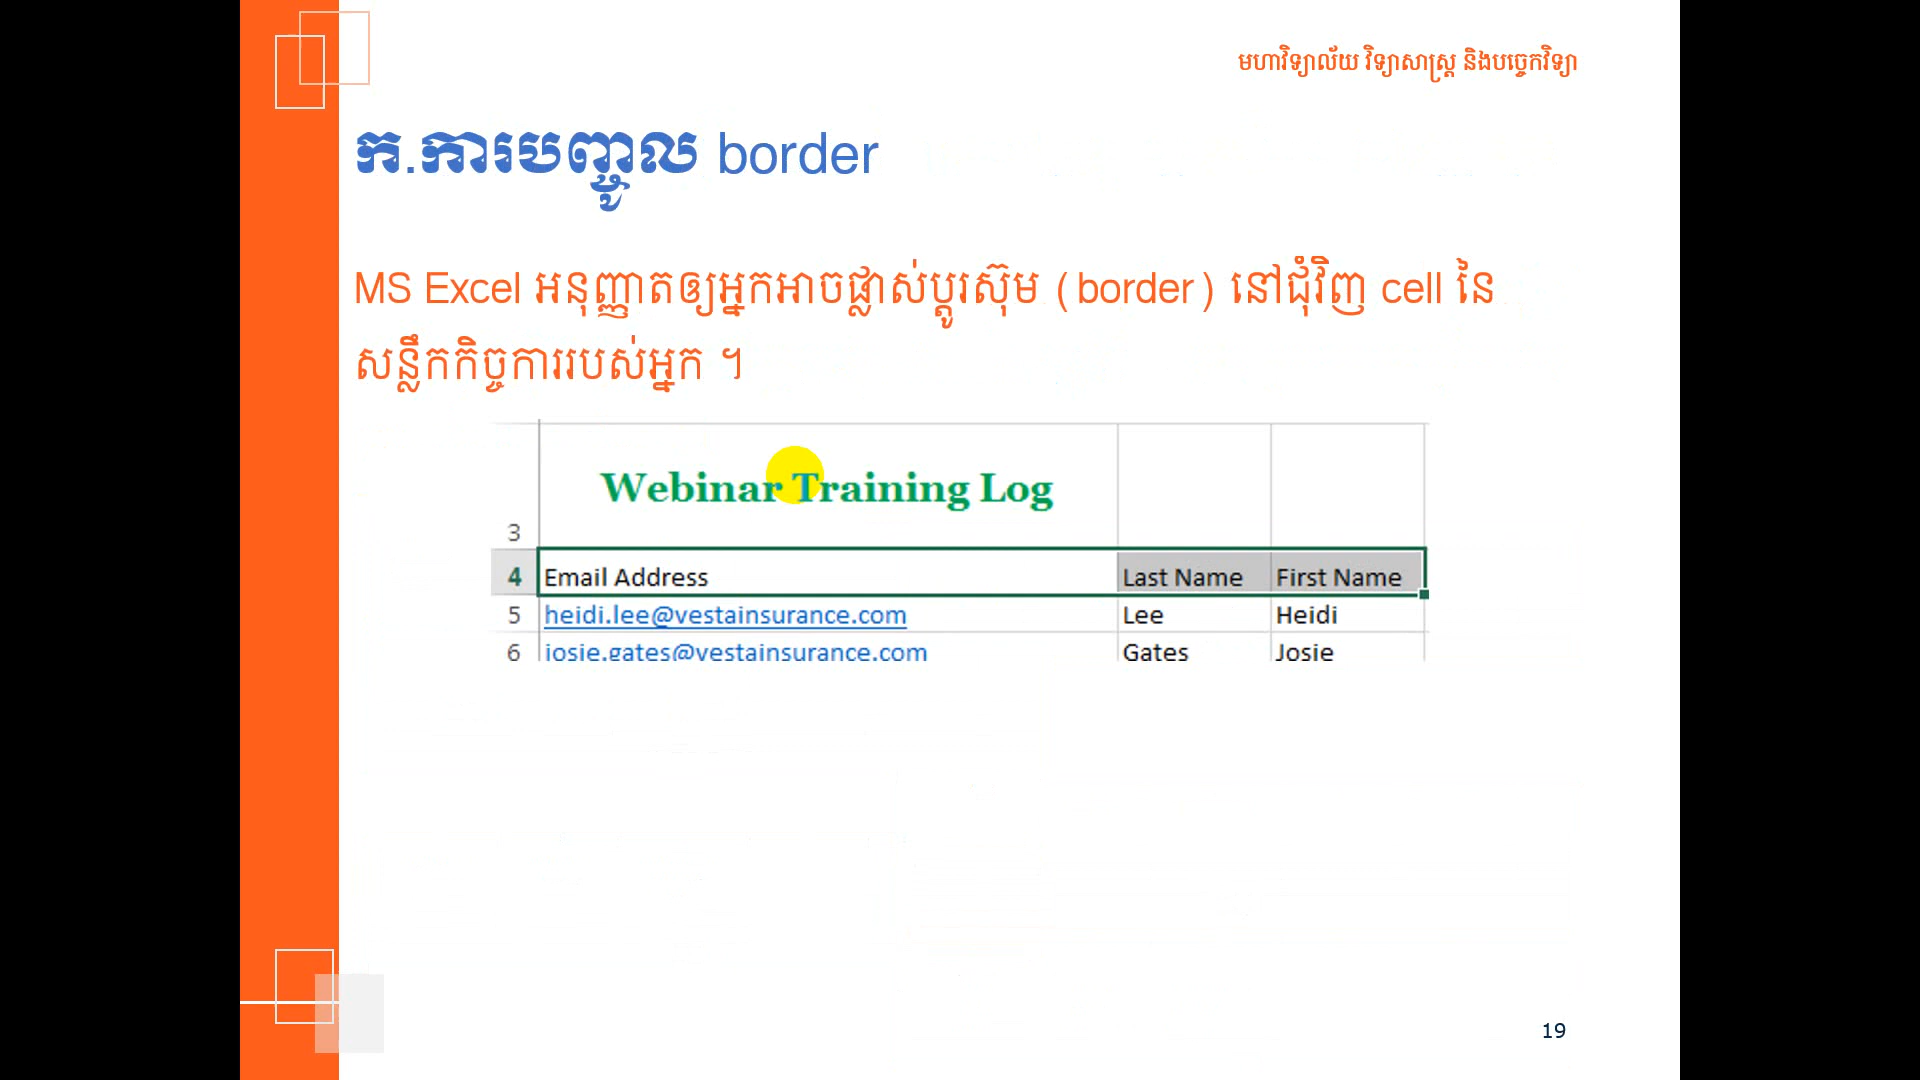 មហាវិទ្យាល័យ វិទ្យាសាស្ត្រ និងបច្ចេកវិទ្យា
ក.ការបញ្ចូល border
MS Excel អនុញ្ញាតឲ្យអ្នកអាចផ្លាស់ប្តូរស៊ុម (border) នៅជុំវិញ cell នៃ
សន្លឹកកិច្ចការរបស់អ្នក ។
Webinar Training Log
3
4 Email Address Last Name First Name
5 heidi.lee@vestainsurance.com Lee Heidi
6 josie.gates@vestainsurance.com Gates Josie
19